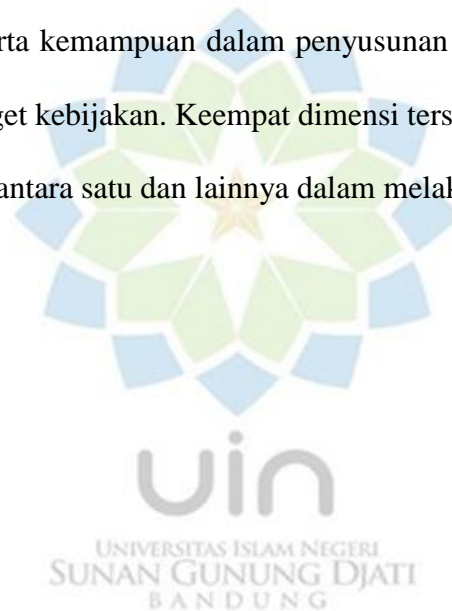 rta kemampuan dalam penyusunan
get kebijakan. Keempat dimensi ters
antara satu dan lainnya dalam melak
uin
UNIVERSITAS ISLAM NEGERI
SUNAN GUNUNG DJATI
BANDUNG